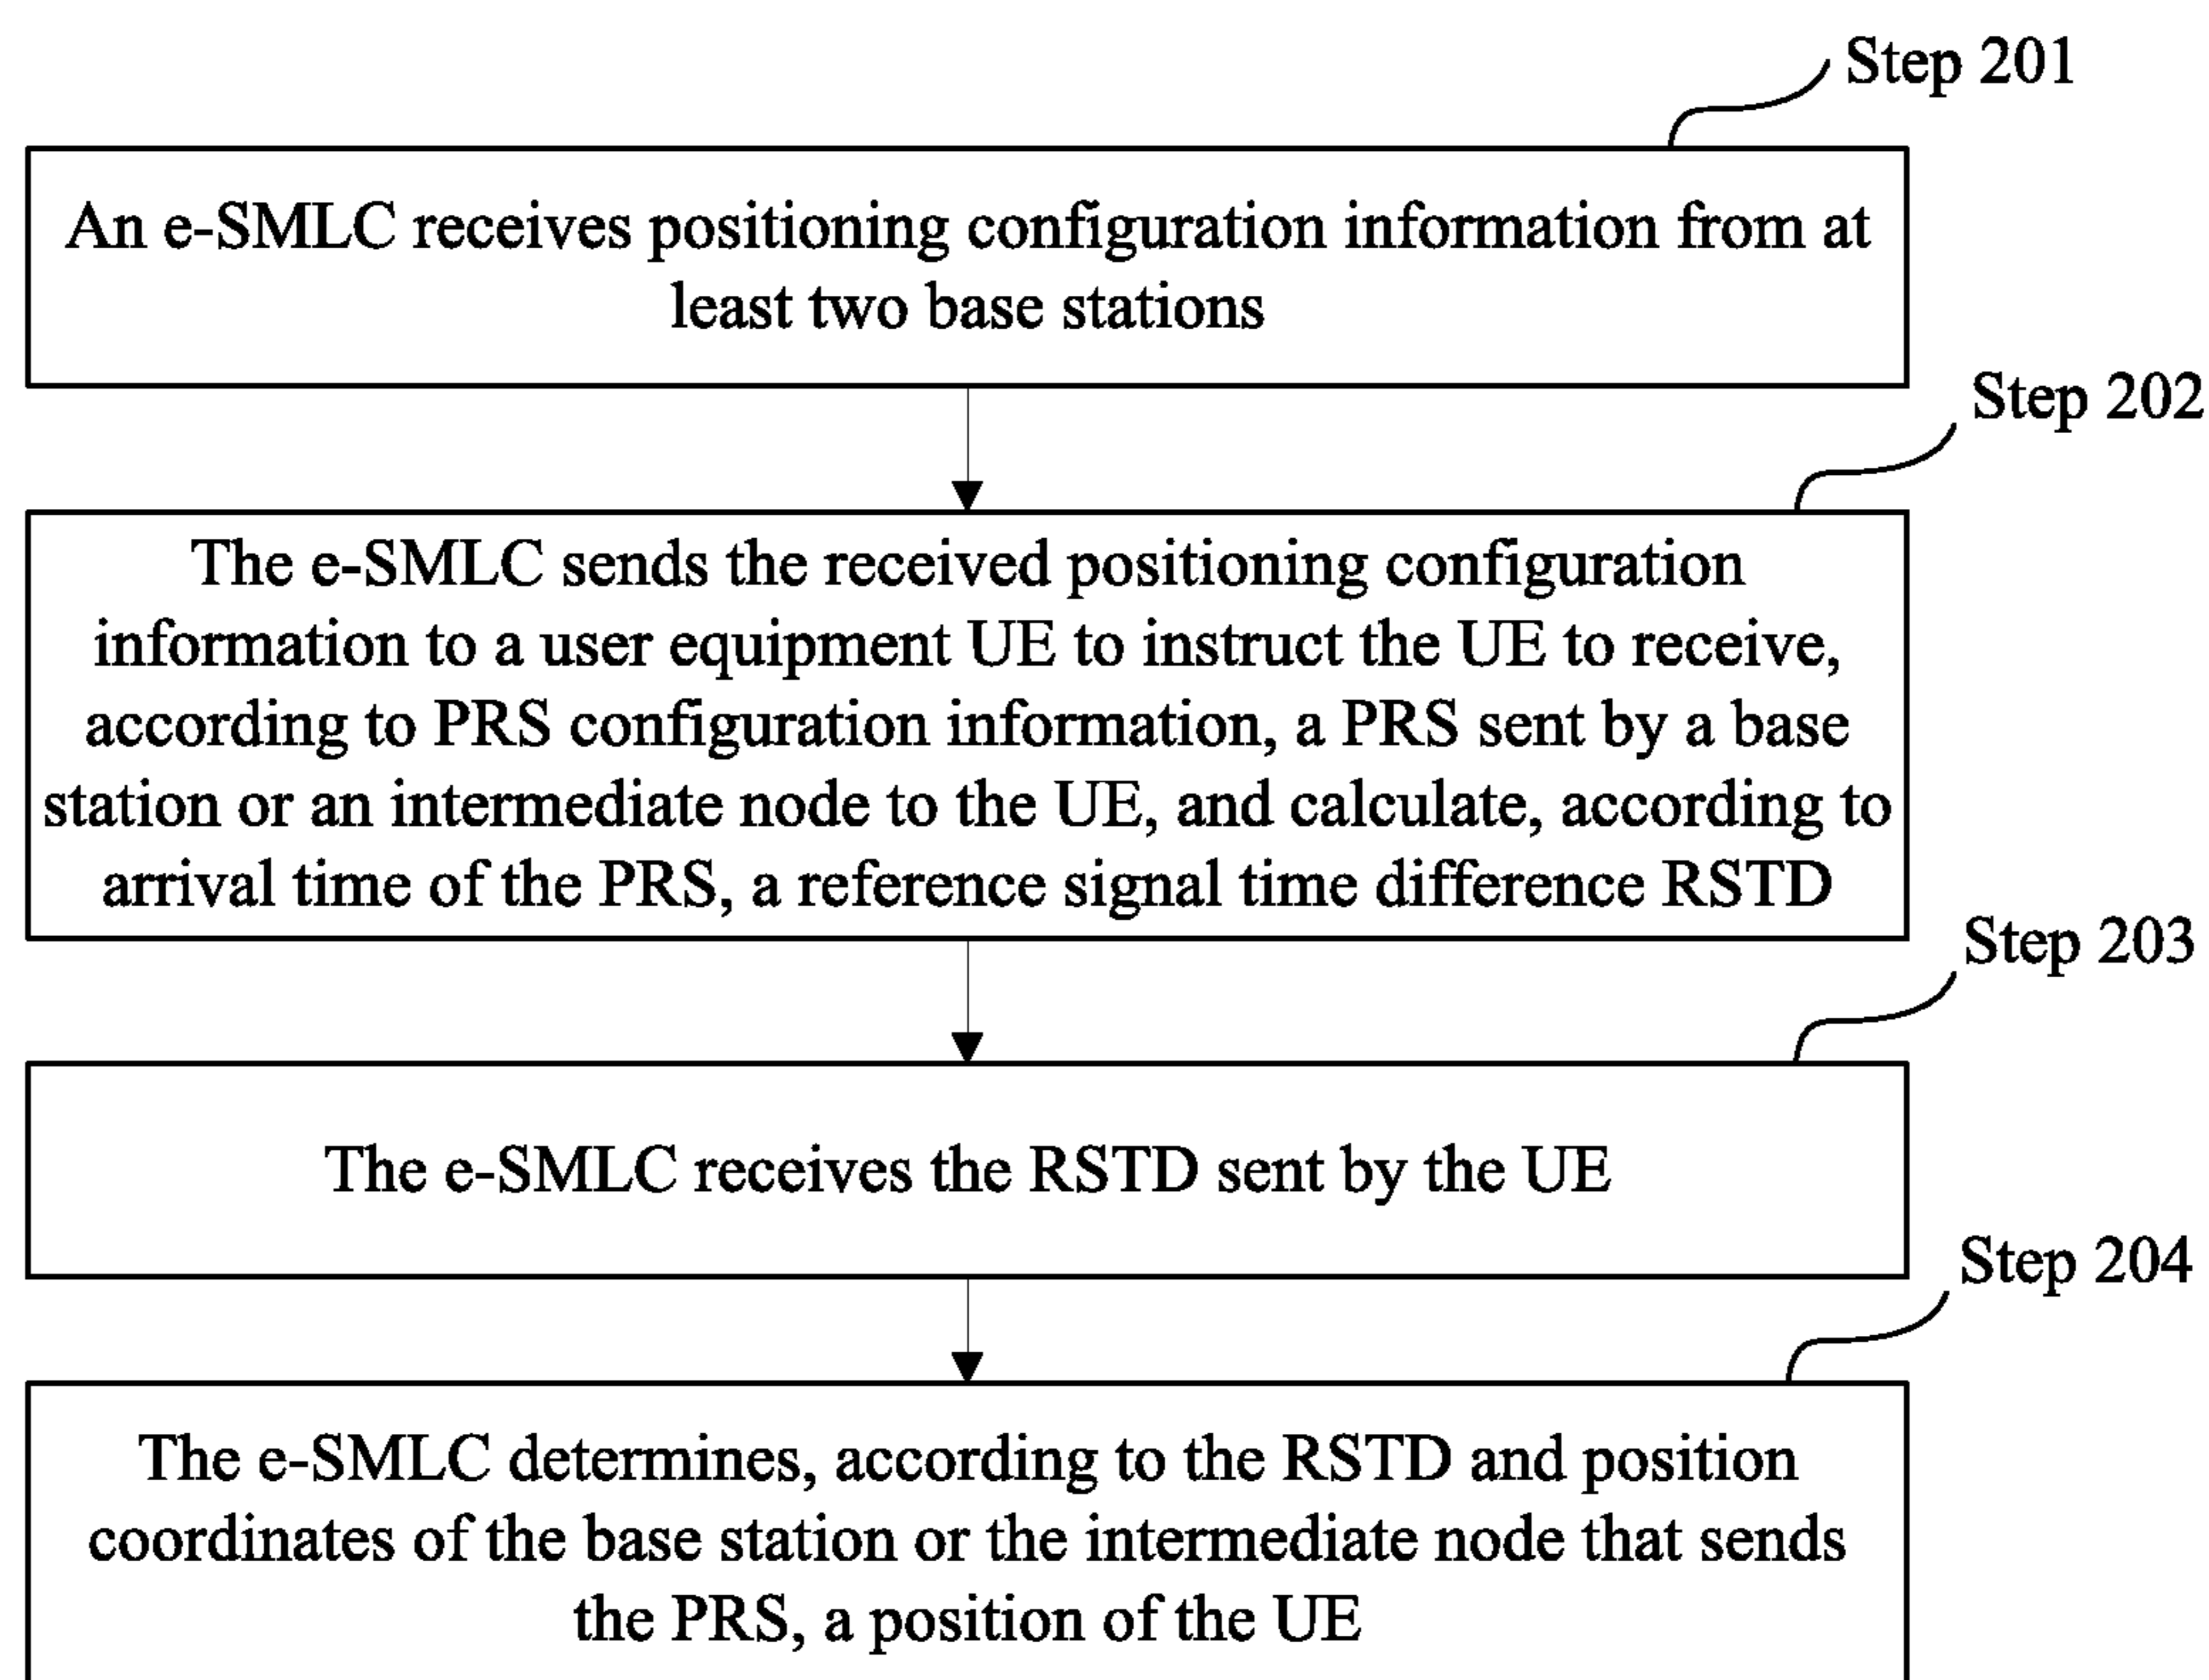 Step 201
An e-SMLC receives positioning configuration information from at
least two base stations
Step 202
The e-SMLC sends the received positioning configuration
information to a user equipment UE to instruct the UE to receive,
according to PRS configuration information, a PRS sent by a base
station or an intermediate node to the UE, and calculate, according to
arrival time of the PRS, a reference signal time difference RSTD
Step 203
The e-SMLC receives the RSTD sent by the UE
Step 204
The e-SMLC determines, according to the RSTD and position
coordinates of the base station or the intermediate node that sends
the PRS, a position of the UE